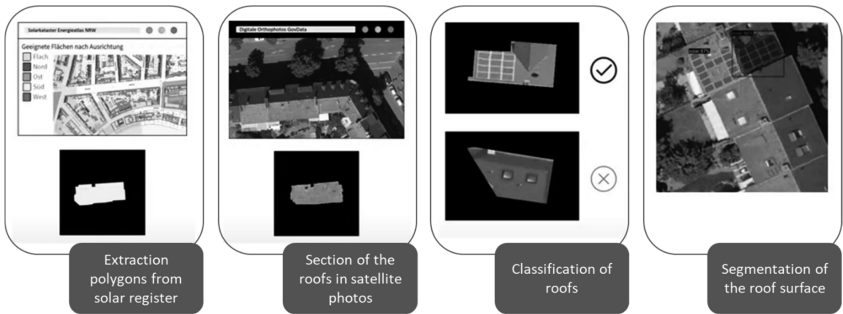 Solarkataster Energieatlas NRW
Geeignete Flächen nach Ausrichtung
Flach
Nord
Ost
Süd
West
Extraction
polygons from
solar register
Digitale Orthophotos GovData
Section of the
roofs in satellite
photos
Classification of
roofs
Segmentation of
the roof surface